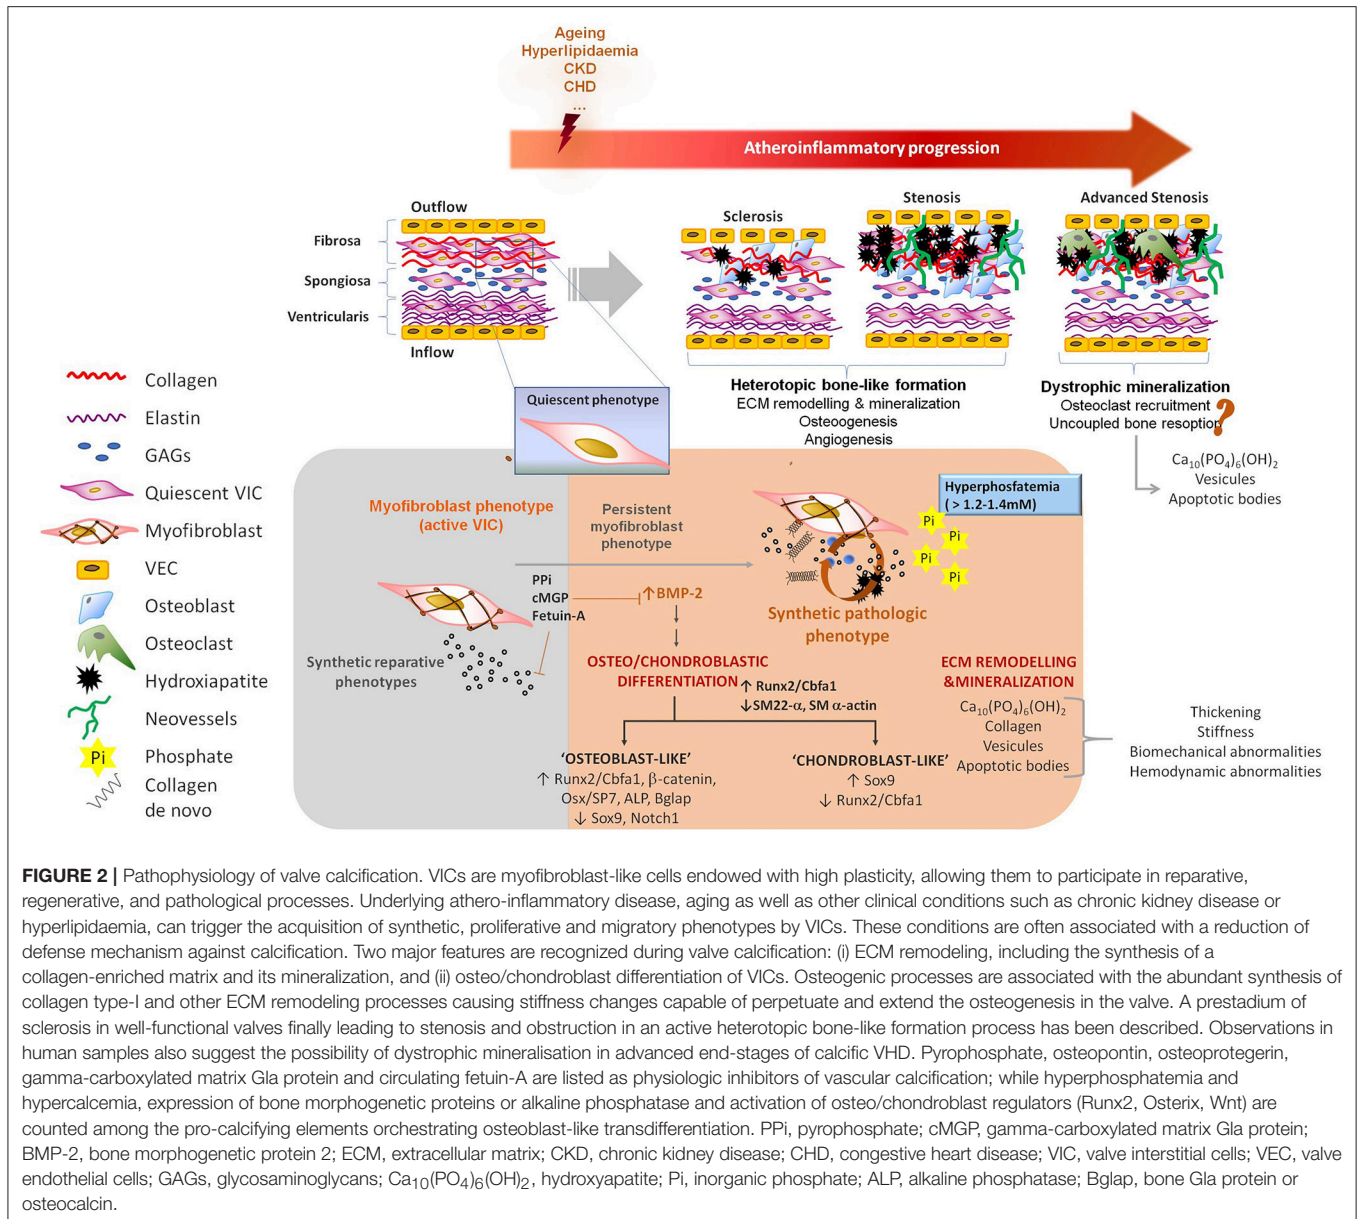 Ageing
Hyperlipidaemia
CKD
CHD
...
Atheroinflammatory progression
Outflow
Fibrosa
Spongiosa
Ventricularis
Inflow
Sclerosis
Stenosis
Advanced Stenosis
Heterotopic bone-like formation
ECM remodelling & mineralization
Osteoogenesis
Angiogenesis
Dystrophic mineralization
Osteoclast recruitment
Uncoupled bone resoption
?
Ca₁₀(PO₄)₆(OH)₂
Vesicules
Apoptotic bodies
Collagen
Elastin
GAGs
Quiescent VIC
Myofibroblast
VEC
Osteoblast
Osteoclast
Hydroxiapatite
Neovessels
Pi
Phosphate
Collagen
de novo
Quiescent phenotype
Myofibroblast phenotype
(active VIC)
Persistent
myofibroblast
phenotype
Hyperphosfatemia
( > 1.2-1.4mM)
Pi
Pi
Pi
Pi
PPi
cMGP
Fetuin-A
↑BMP-2
Synthetic reparative
phenotypes
Synthetic pathologic
phenotype
OSTEO/CHONDROBLASTIC
DIFFERENTIATION
↑ Runx2/Cbfa1
↓SM22-α, SM α-actin
'OSTEOBLAST-LIKE'
↑ Runx2/Cbfa1, β-catenin,
Osx/SP7, ALP, Bglap
↓ Sox9, Notch1
'CHONDROBLAST-LIKE'
↑ Sox9
↓ Runx2/Cbfa1
ECM REMODELLING
&MINERALIZATION
Ca₁₀(PO₄)₆(OH)₂
Collagen
Vesicules
Apoptotic bodies
Thickening
Stiffness
Biomechanical abnormalities
Hemodynamic abnormalities
FIGURE 2 | Pathophysiology of valve calcification. VICs are myofibroblast-like cells endowed with high plasticity, allowing them to participate in reparative,
regenerative, and pathological processes. Underlying athero-inflammatory disease, aging as well as other clinical conditions such as chronic kidney disease or
hyperlipidaemia, can trigger the acquisition of synthetic, proliferative and migratory phenotypes by VICs. These conditions are often associated with a reduction of
defense mechanism against calcification. Two major features are recognized during valve calcification: (i) ECM remodeling, including the synthesis of a
collagen-enriched matrix and its mineralization, and (ii) osteo/chondroblast differentiation of VICs. Osteogenic processes are associated with the abundant synthesis of
collagen type-I and other ECM remodeling processes causing stiffness changes capable of perpetuate and extend the osteogenesis in the valve. A prestadium of
sclerosis in well-functional valves finally leading to stenosis and obstruction in an active heterotopic bone-like formation process has been described. Observations in
human samples also suggest the possibility of dystrophic mineralisation in advanced end-stages of calcific VHD. Pyrophosphate, osteopontin, osteoprotegerin,
gamma-carboxylated matrix Gla protein and circulating fetuin-A are listed as physiologic inhibitors of vascular calcification; while hyperphosphatemia and
hypercalcemia, expression of bone morphogenetic proteins or alkaline phosphatase and activation of osteo/chondroblast regulators (Runx2, Osterix, Wnt) are
counted among the pro-calcifying elements orchestrating osteoblast-like transdifferentiation. PPi, pyrophosphate; cMGP, gamma-carboxylated matrix Gla protein;
BMP-2, bone morphogenetic protein 2; ECM, extracellular matrix; CKD, chronic kidney disease; CHD, congestive heart disease; VIC, valve interstitial cells; VEC, valve
endothelial cells; GAGs, glycosaminoglycans; Ca₁₀(PO₄)₆(OH)₂, hydroxyapatite; Pi, inorganic phosphate; ALP, alkaline phosphatase; Bglap, bone Gla protein or
osteocalcin.